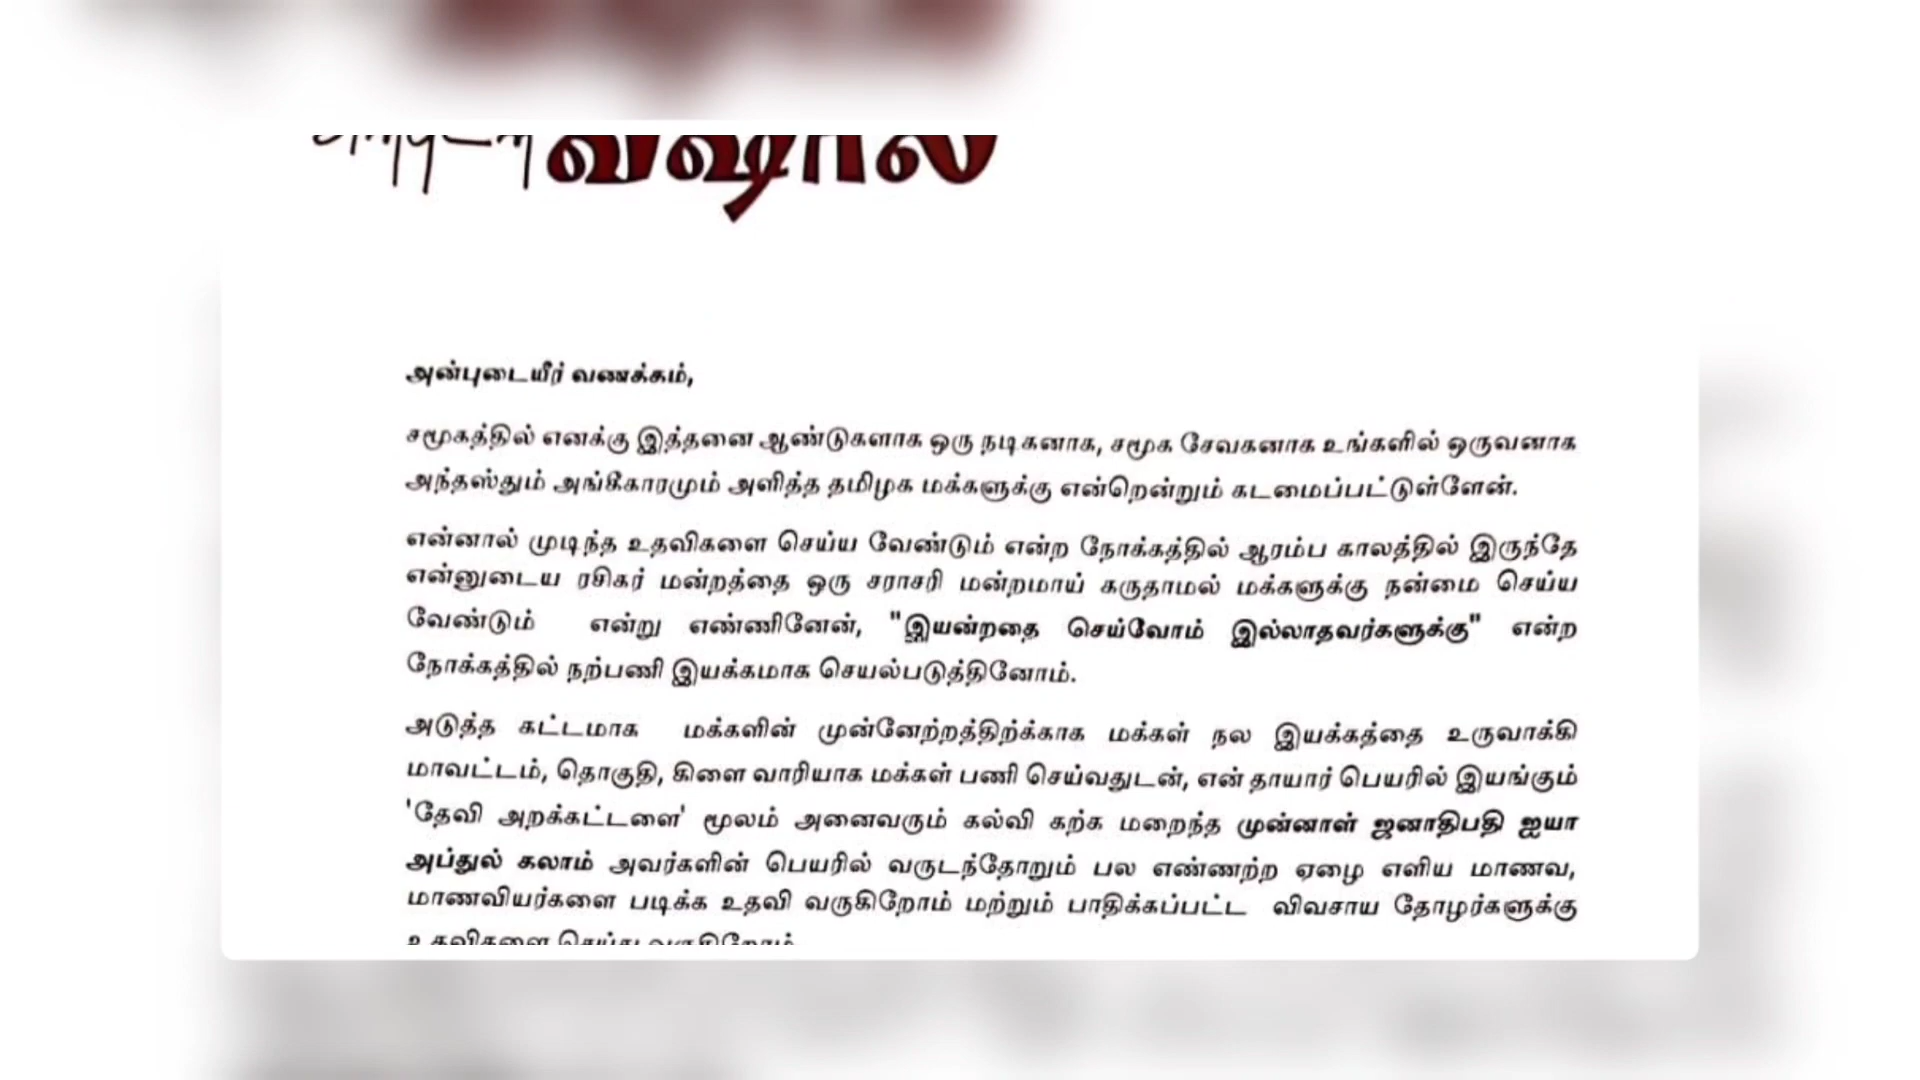 விஷால்
அன்புடையீர் வணக்கம்,
சமூகத்தில் எனக்கு இத்தனை ஆண்டுகளாக ஒரு நடிகனாக, சமூக சேவகனாக உங்களில் ஒருவனாக
அந்தஸ்தும் அங்கீகாரமும் அளித்த தமிழக மக்களுக்கு என்றென்றும் கடமைப்பட்டுள்ளேன்.
என்னால் முடிந்த உதவிகளை செய்ய வேண்டும் என்ற நோக்கத்தில் ஆரம்ப காலத்தில் இருந்தே
என்னுடைய ரசிகர் மன்றத்தை ஒரு சராசரி மன்றமாய் கருதாமல் மக்களுக்கு நன்மை செய்ய
வேண்டும் என்று எண்ணினேன், "இயன்றதை செய்வோம் இல்லாதவர்களுக்கு" என்ற
நோக்கத்தில் நற்பணி இயக்கமாக செயல்படுத்தினோம்.
அடுத்த கட்டமாக மக்களின் முன்னேற்றத்திற்க்காக மக்கள் நல இயக்கத்தை உருவாக்கி
மாவட்டம், தொகுதி, கிளை வாரியாக மக்கள் பணி செய்வதுடன், என் தாயார் பெயரில் இயங்கும்
'தேவி அறக்கட்டளை' மூலம் அனைவரும் கல்வி கற்க மறைந்த முன்னாள் ஜனாதிபதி ஐயா
அப்துல் கலாம் அவர்களின் பெயரில் வருடந்தோறும் பல எண்ணற்ற ஏழை எளிய மாணவ,
மாணவியர்களை படிக்க உதவி வருகிறோம் மற்றும் பாதிக்கப்பட்ட விவசாய தோழர்களுக்கு
உதவிகளை செய்து வருகிறோம்.